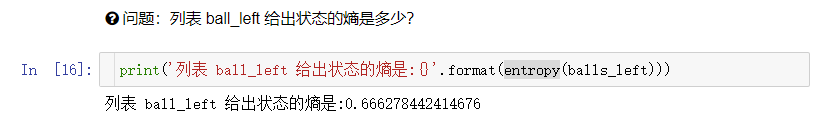 问题：列表 ball_left 给出状态的熵是多少？
In [16]: print('列表 ball_left 给出状态的熵是：{}'.format(entropy(balls_left)))
列表 ball_left 给出状态的熵是:0.666278442414676